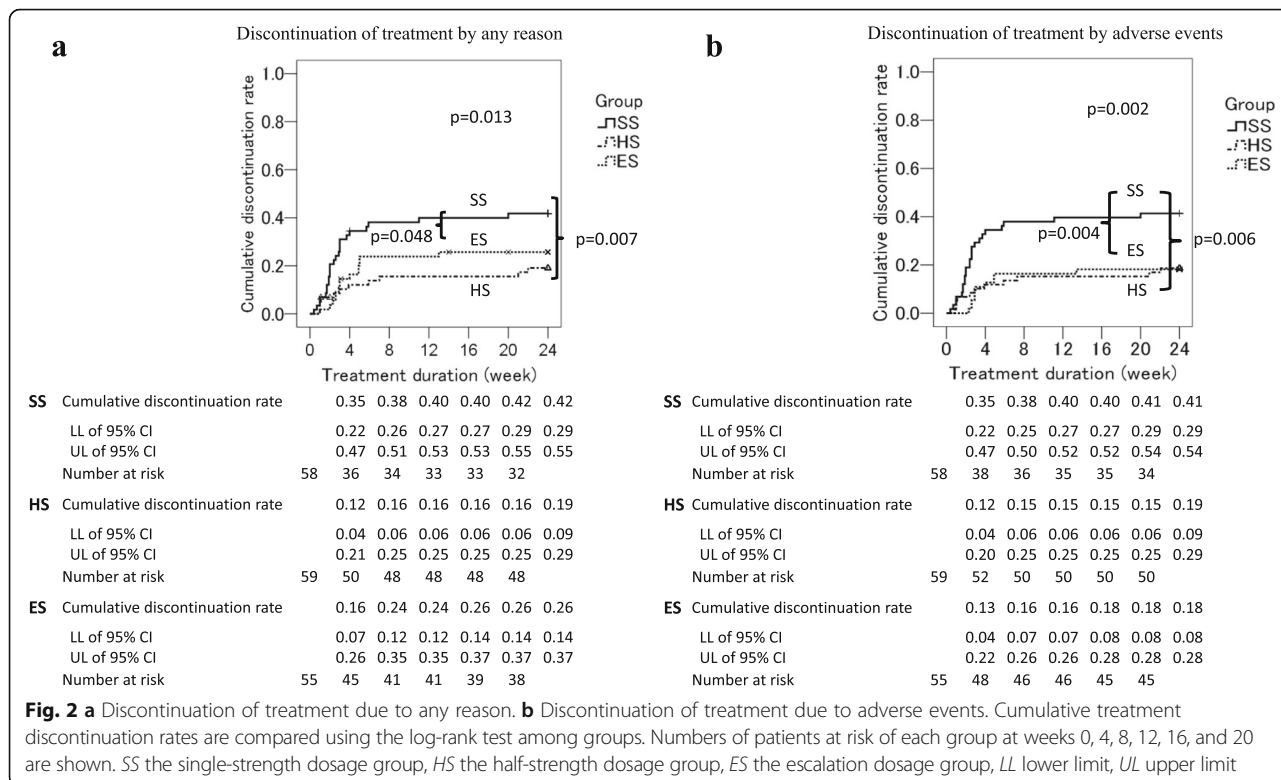 a
Discontinuation of treatment by any reason
Cumulative discontinuation rate
1.0
0.8
0.6
0.4
0.2
0.0
p=0.013
Group
SS
HS
ES
SS
p=0.048
ES
p=0.007
HS
0 4 8 12 16 20 24
Treatment duration (week)
SS Cumulative discontinuation rate 0.35 0.38 0.40 0.40 0.42 0.42
LL of 95% CI 0.22 0.26 0.27 0.27 0.29 0.29
UL of 95% CI 0.47 0.51 0.53 0.53 0.55 0.55
Number at risk 58 36 34 33 33 32
HS Cumulative discontinuation rate 0.12 0.16 0.16 0.16 0.16 0.19
LL of 95% CI 0.04 0.06 0.06 0.06 0.06 0.09
UL of 95% CI 0.21 0.25 0.25 0.25 0.25 0.29
Number at risk 59 50 48 48 48 48
ES Cumulative discontinuation rate 0.16 0.24 0.24 0.26 0.26 0.26
LL of 95% CI 0.07 0.12 0.12 0.14 0.14 0.14
UL of 95% CI 0.26 0.35 0.35 0.37 0.37 0.37
Number at risk 55 45 41 41 39 38
b
Discontinuation of treatment by adverse events
Cumulative discontinuation rate
1.0
0.8
0.6
0.4
0.2
0.0
p=0.002
Group
SS
HS
ES
SS
p=0.004
ES
p=0.006
HS
0 4 8 12 16 20 24
Treatment duration (week)
SS Cumulative discontinuation rate 0.35 0.38 0.40 0.40 0.41 0.41
LL of 95% CI 0.22 0.25 0.27 0.27 0.29 0.29
UL of 95% CI 0.47 0.50 0.52 0.52 0.54 0.54
Number at risk 58 38 36 35 35 34
HS Cumulative discontinuation rate 0.12 0.15 0.15 0.15 0.15 0.19
LL of 95% CI 0.04 0.06 0.06 0.06 0.06 0.09
UL of 95% CI 0.20 0.25 0.25 0.25 0.25 0.29
Number at risk 59 52 50 50 50 50
ES Cumulative discontinuation rate 0.13 0.16 0.16 0.18 0.18 0.18
LL of 95% CI 0.04 0.07 0.07 0.08 0.08 0.08
UL of 95% CI 0.22 0.26 0.26 0.28 0.28 0.28
Number at risk 55 48 46 46 45 45
Fig. 2 a Discontinuation of treatment due to any reason. b Discontinuation of treatment due to adverse events. Cumulative treatment
discontinuation rates are compared using the log-rank test among groups. Numbers of patients at risk of each group at weeks 0, 4, 8, 12, 16, and 20
are shown. SS the single-strength dosage group, HS the half-strength dosage group, ES the escalation dosage group, LL lower limit, UL upper limit